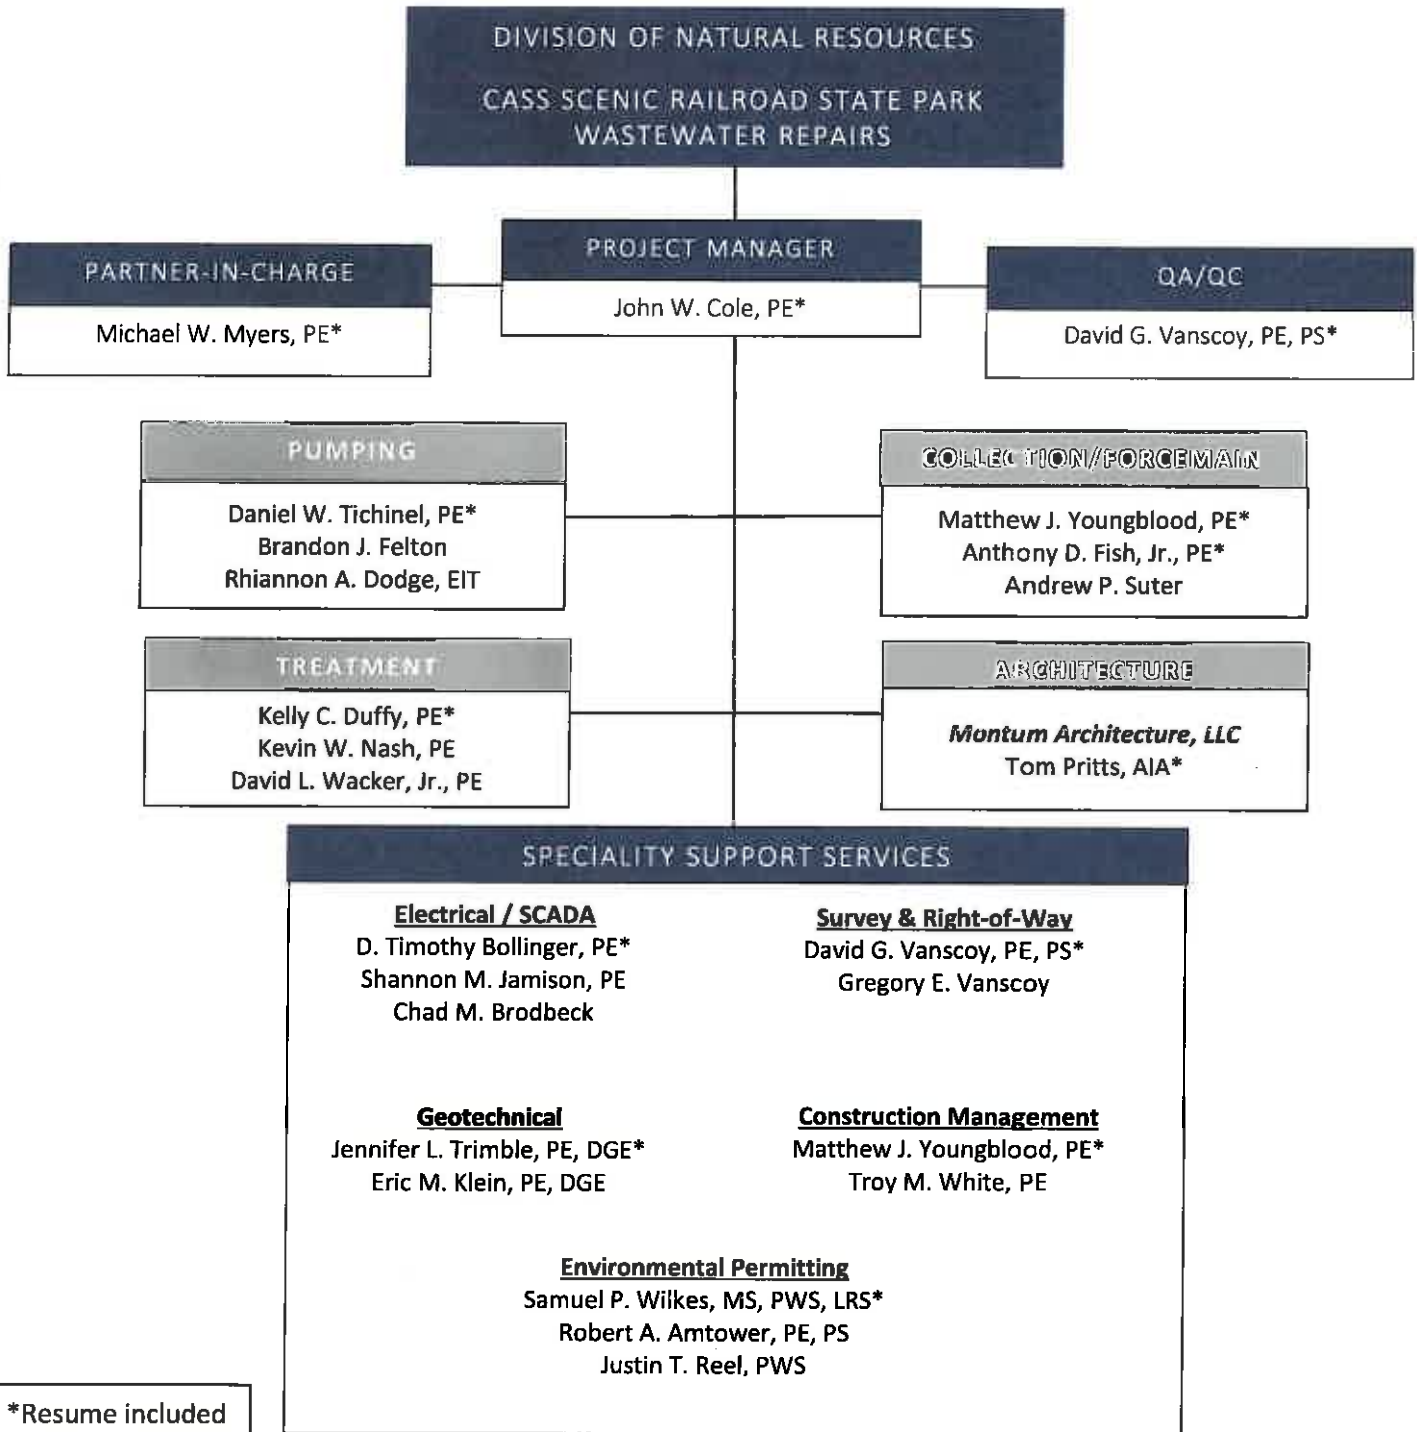 DIVISION OF NATURAL RESOURCES
CASS SCENIC RAILROAD STATE PARK
WASTEWATER REPAIRS
PARTNER-IN-CHARGE
Michael W. Myers, PE*
PROJECT MANAGER
John W. Cole, PE*
QA/QC
David G. Vanscoy, PE, PS*
PUMPING
Daniel W. Tichinel, PE*
Brandon J. Felton
Rhiannon A. Dodge, EIT
COLLECTION/FORCEMAIN
Matthew J. Youngblood, PE*
Anthony D. Fish, Jr., PE*
Andrew P. Suter
TREATMENT
Kelly C. Duffy, PE*
Kevin W. Nash, PE
David L. Wacker, Jr., PE
ARCHITECTURE
Montum Architecture, LLC
Tom Pritts, AIA*
SPECIALITY SUPPORT SERVICES
Electrical / SCADA
D. Timothy Bollinger, PE*
Shannon M. Jamison, PE
Chad M. Brodbeck
Survey & Right-of-Way
David G. Vanscoy, PE, PS*
Gregory E. Vanscoy
Geotechnical
Jennifer L. Trimble, PE, DGE*
Eric M. Klein, PE, DGE
Construction Management
Matthew J. Youngblood, PE*
Troy M. White, PE
Environmental Permitting
Samuel P. Wilkes, MS, PWS, LRS*
Robert A. Amtower, PE, PS
Justin T. Reel, PWS
*Resume included